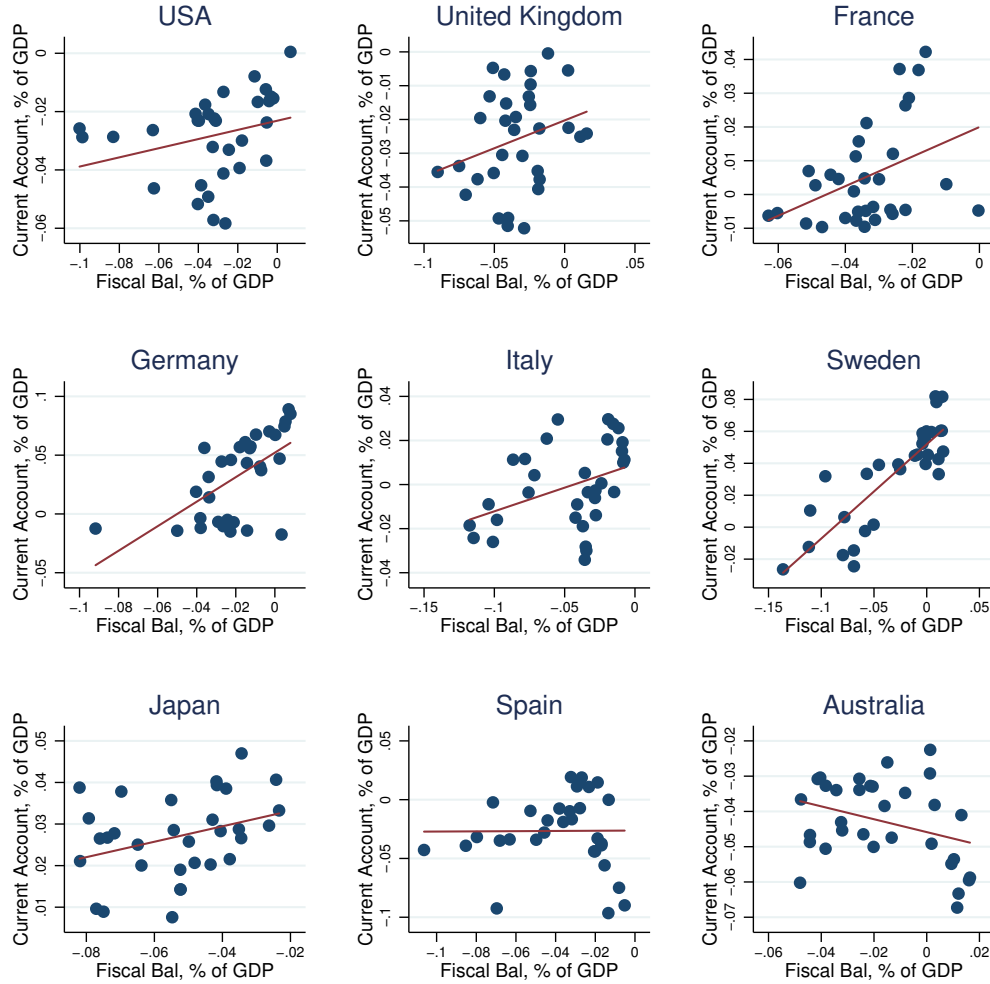 USA
Current Account, % of GDP
0
−.02
−.04
−.06
−.1 −.08 −.06 −.04 −.02 0
Fiscal Bal, % of GDP
United Kingdom
Current Account, % of GDP
0
−.01
−.02
−.03
−.04
−.05
−.1 −.05 0 .05
Fiscal Bal, % of GDP
France
Current Account, % of GDP
.04
.03
.02
.01
0
−.01
−.06 −.04 −.02 0
Fiscal Bal, % of GDP
Germany
Current Account, % of GDP
.1
.05
0
−.05
−.1 −.08 −.06 −.04 −.02 0
Fiscal Bal, % of GDP
Italy
Current Account, % of GDP
.04
.02
0
−.02
−.04
−.15 −.1 −.05 0
Fiscal Bal, % of GDP
Sweden
Current Account, % of GDP
.08
.06
.04
.02
0
−.02
−.15 −.1 −.05 0 .05
Fiscal Bal, % of GDP
Japan
Current Account, % of GDP
.05
.04
.03
.02
.01
−.08 −.06 −.04 −.02
Fiscal Bal, % of GDP
Spain
Current Account, % of GDP
.05
0
−.05
−.1
−.1 −.08 −.06 −.04 −.02 0
Fiscal Bal, % of GDP
Australia
Current Account, % of GDP
−.02
−.03
−.04
−.05
−.06
−.07
−.06 −.04 −.02 0 .02
Fiscal Bal, % of GDP